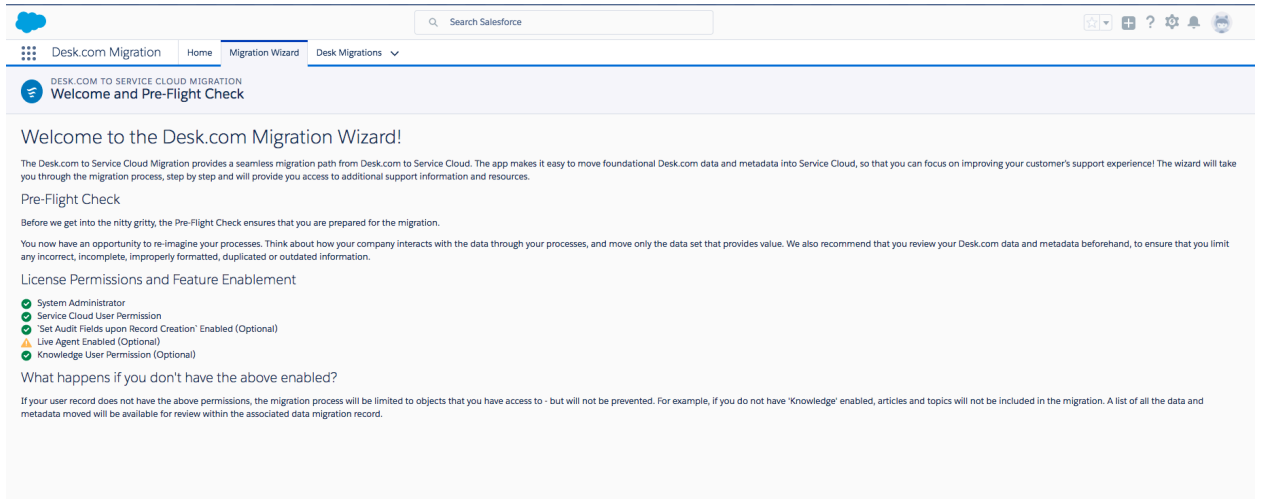 Search Salesforce
Desk.com Migration
Home
Migration Wizard
Desk Migrations
DESK.COM TO SERVICE CLOUD MIGRATION
Welcome and Pre-Flight Check
Welcome to the Desk.com Migration Wizard!
The Desk.com to Service Cloud Migration provides a seamless migration path from Desk.com to Service Cloud. The app makes it easy to move foundational Desk.com data and metadata into Service Cloud, so that you can focus on improving your customer's support experience! The wizard will take
you through the migration process, step by step and will provide you access to additional support information and resources.
Pre-Flight Check
Before we get into the nitty gritty, the Pre-Flight Check ensures that you are prepared for the migration.
You now have an opportunity to re-imagine your processes. Think about how your company interacts with the data through your processes, and move only the data set that provides value. We also recommend that you review your Desk.com data and metadata beforehand, to ensure that you limit
any incorrect, incomplete, improperly formatted, duplicated or outdated information.
License Permissions and Feature Enablement
System Administrator
Service Cloud User Permission
'Set Audit Fields upon Record Creation' Enabled (Optional)
Live Agent Enabled (Optional)
Knowledge User Permission (Optional)
What happens if you don't have the above enabled?
If your user record does not have the above permissions, the migration process will be limited to objects that you have access to - but will not be prevented. For example, if you do not have 'Knowledge' enabled, articles and topics will not be included in the migration. A list of all the data and
metadata moved will be available for review within the associated data migration record.